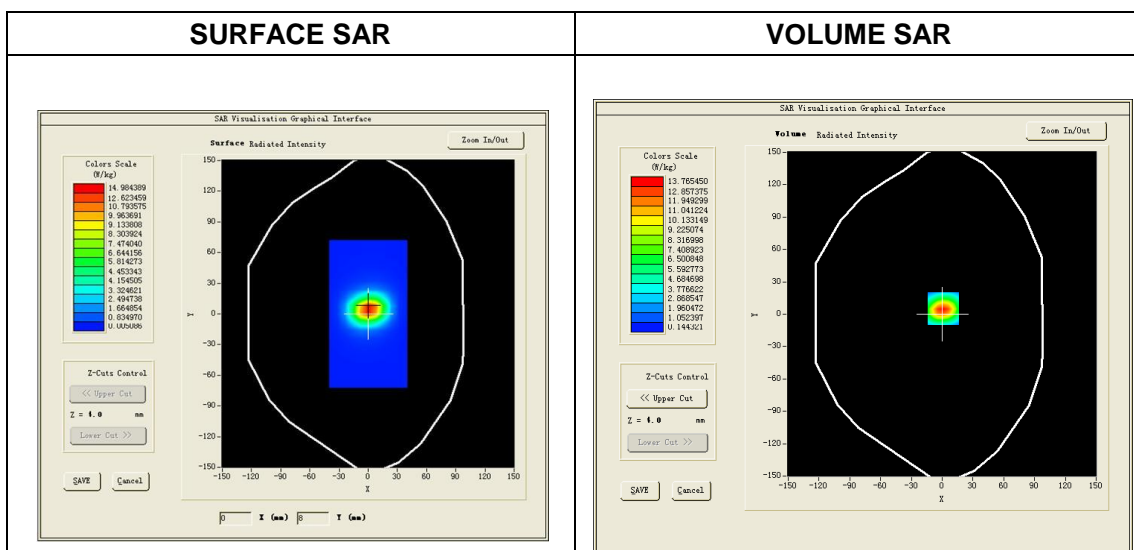 SURFACE SAR
VOLUME SAR
SAR Visualisation Graphical Interface
Surface Radiated Intensity
Zoom In/Out
Colors Scale
(W/kg)
14.984389
12.623459
10.793575
9.963691
9.133808
8.303924
7.474040
6.644156
5.814273
4.453343
4.154505
3.324621
2.494738
1.664854
0.834970
0.005086
150
120
90
60
30
0
-30
-60
-90
-120
-150
Y
-150 -120 -90 -60 -30 0 30 60 90 120 150
X
Z-Cuts Control
<< Upper Cut
Z = 4.0 mm
Lower Cut >>
SAVE Cancel
0 X (mm) 8 Y (mm)
SAR Visualisation Graphical Interface
Volume Radiated Intensity
Zoom In/Out
Colors Scale
(W/kg)
13.765450
12.857375
11.949299
11.041224
10.133149
9.225074
8.316998
7.408923
6.500848
5.592773
4.684698
3.776622
2.868547
1.960472
1.052397
0.144321
150
120
90
60
30
0
-30
-60
-90
-120
-150
Y
-150 -120 -90 -60 -30 0 30 60 90 120 150
X
Z-Cuts Control
<< Upper Cut
Z = 4.0 mm
Lower Cut >>
SAVE Cancel